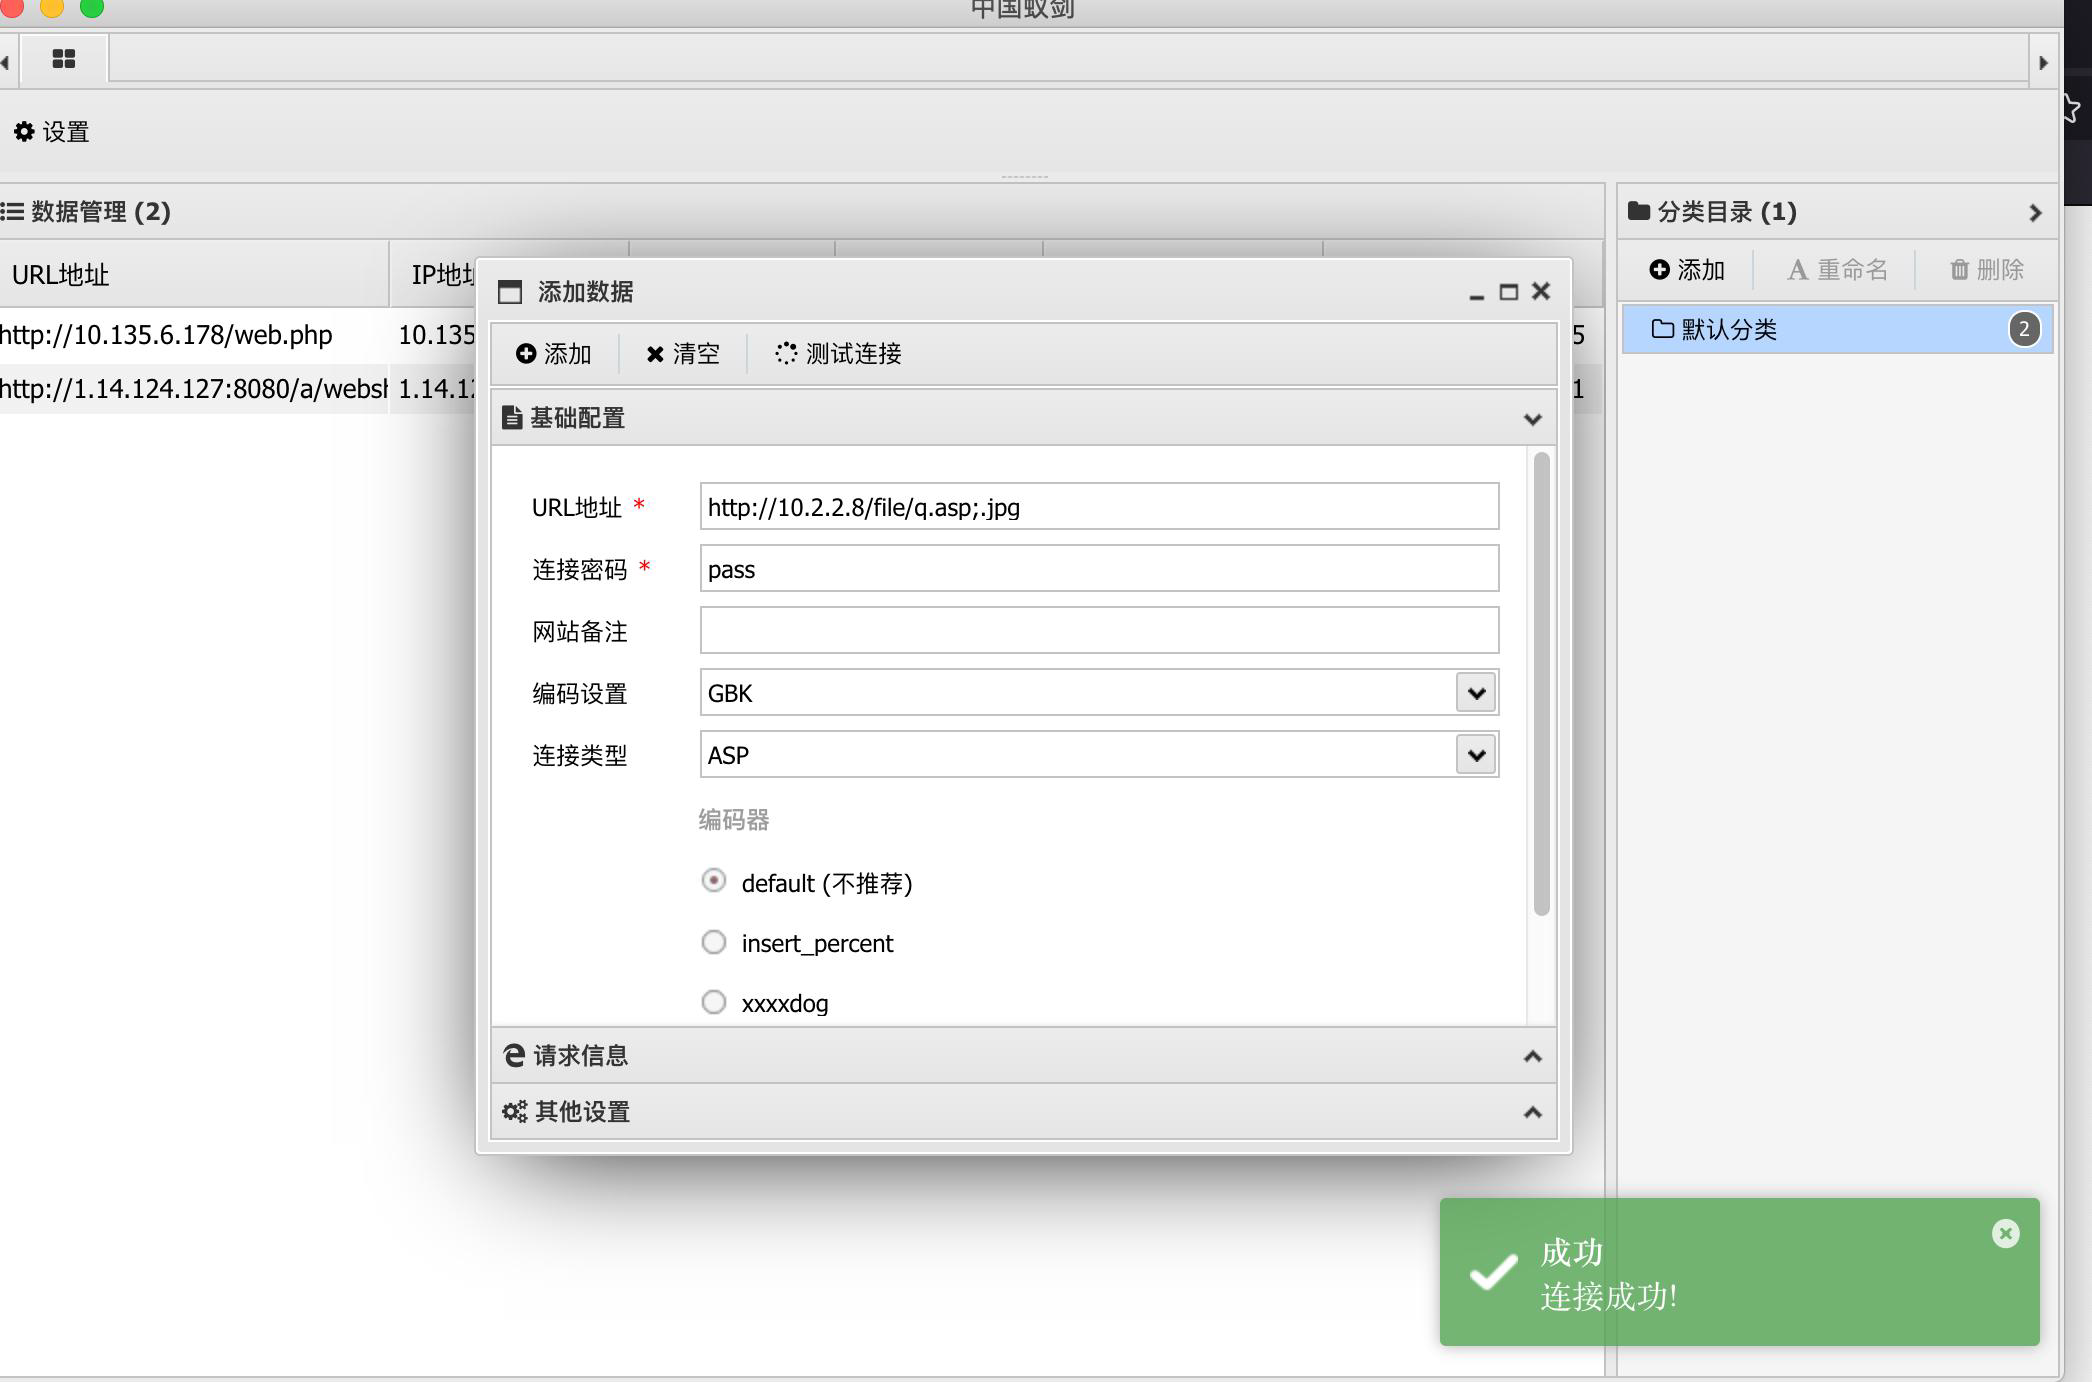 中国蚁剑
设置
数据管理 (2)
分类目录 (1)
URL地址
IP地址
添加
重命名
删除
http://10.135.6.178/web.php
10.135
5
默认分类
2
http://1.14.124.127:8080/a/websh
1.14.12
1
添加数据
添加
清空
测试连接
基础配置
URL地址 *
http://10.2.2.8/file/q.asp;.jpg
连接密码 *
pass
网站备注
编码设置
GBK
连接类型
ASP
编码器
default (不推荐)
insert_percent
xxxxdog
请求信息
其他设置
成功
连接成功!